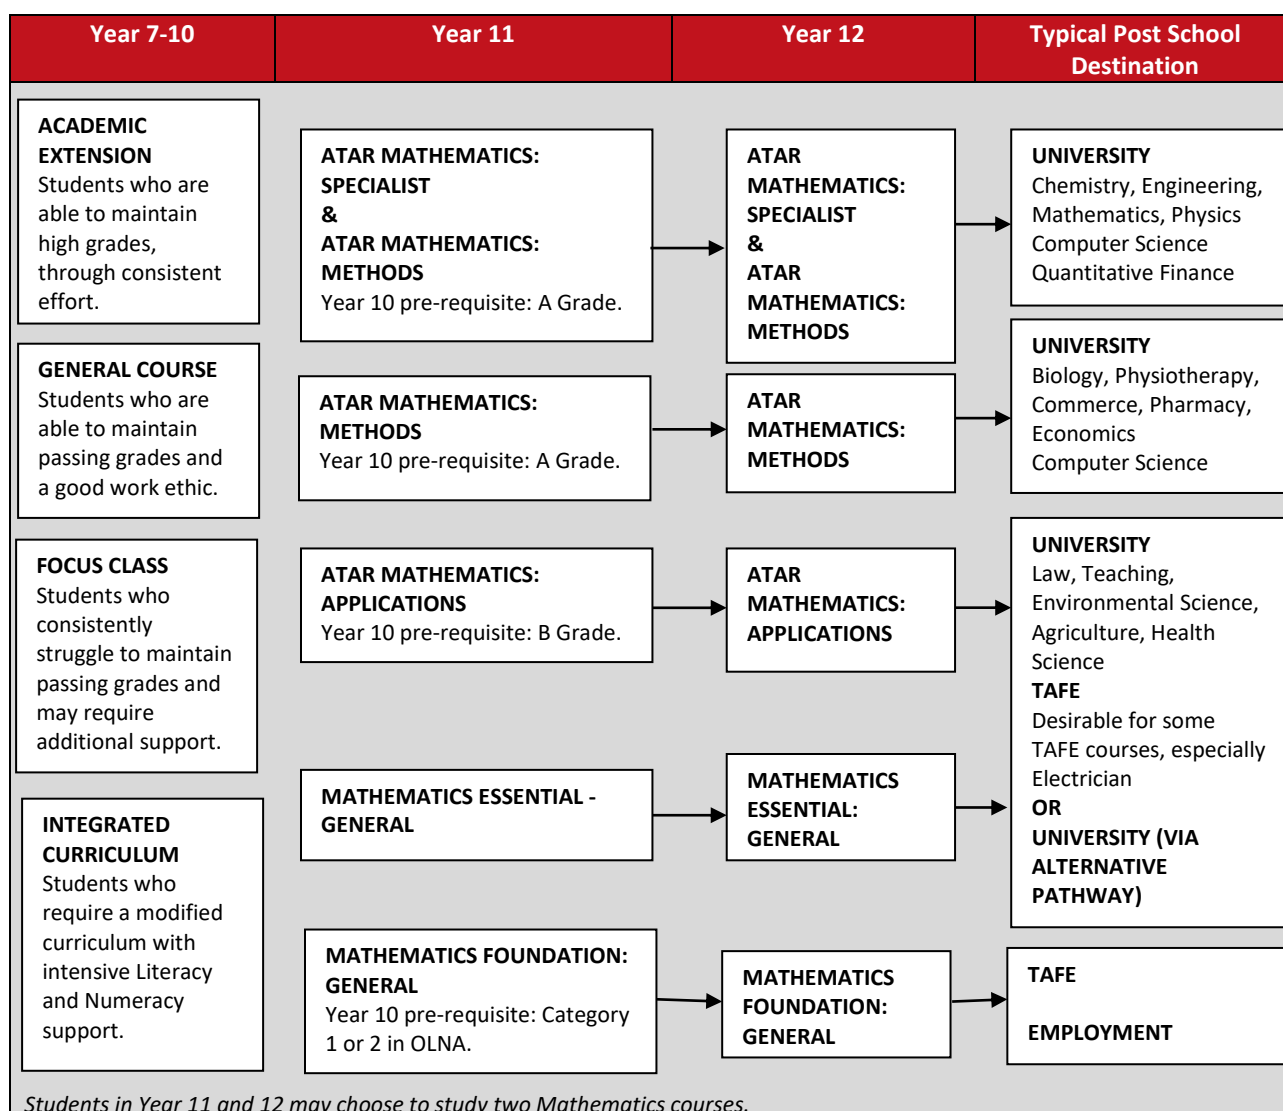 Year 7-10
Year 11
Year 12
Typical Post School
Destination
ACADEMIC
EXTENSION
Students who are
able to maintain
high grades,
through consistent
effort.
GENERAL COURSE
Students who are
able to maintain
passing grades and
a good work ethic.
FOCUS CLASS
Students who
consistently
struggle to maintain
passing grades and
may require
additional support.
INTEGRATED
CURRICULUM
Students who
require a modified
curriculum with
intensive Literacy
and Numeracy
support.
ATAR MATHEMATICS:
SPECIALIST
&
ATAR MATHEMATICS:
METHODS
Year 10 pre-requisite: A Grade.
ATAR MATHEMATICS:
METHODS
Year 10 pre-requisite: A Grade.
ATAR MATHEMATICS:
APPLICATIONS
Year 10 pre-requisite: B Grade.
MATHEMATICS ESSENTIAL -
GENERAL
MATHEMATICS FOUNDATION:
GENERAL
Year 10 pre-requisite: Category
1 or 2 in OLNA.
ATAR
MATHEMATICS:
SPECIALIST
&
ATAR
MATHEMATICS:
METHODS
ATAR
MATHEMATICS:
METHODS
ATAR
MATHEMATICS:
APPLICATIONS
MATHEMATICS
ESSENTIAL:
GENERAL
MATHEMATICS
FOUNDATION:
GENERAL
UNIVERSITY
Chemistry, Engineering,
Mathematics, Physics
Computer Science
Quantitative Finance
UNIVERSITY
Biology, Physiotherapy,
Commerce, Pharmacy,
Economics
Computer Science
UNIVERSITY
Law, Teaching,
Environmental Science,
Agriculture, Health
Science
TAFE
Desirable for some
TAFE courses, especially
Electrician
OR
UNIVERSITY (VIA
ALTERNATIVE
PATHWAY)
TAFE
EMPLOYMENT
Students in Year 11 and 12 may choose to study two Mathematics courses.